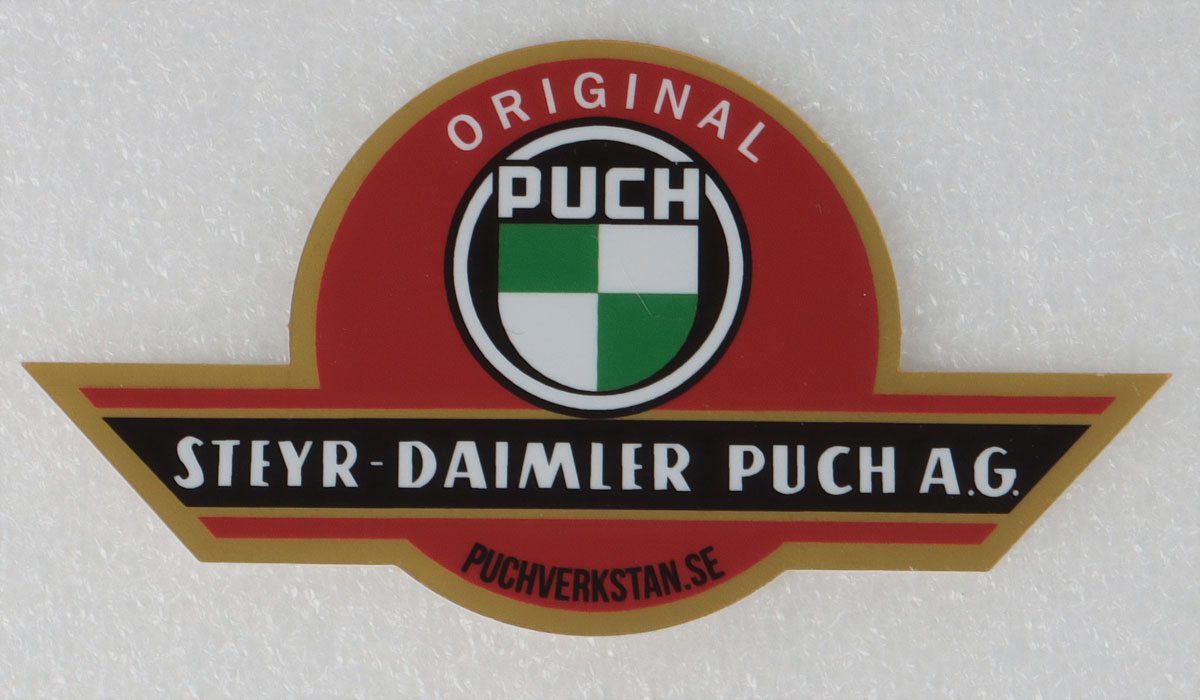 ORIGINAL
PUCH
STEYR-DAIMLER PUCH A.G.
PUCHVERKSTAN.SE